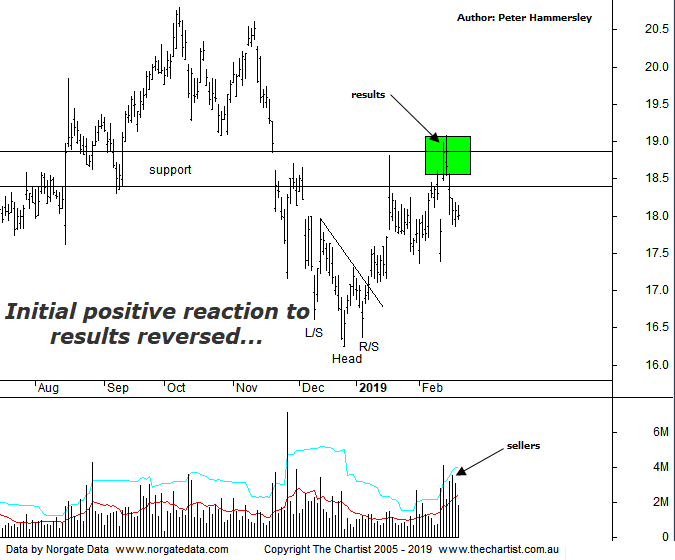 Author: Peter Hammersley
20.5
20.0
results
19.5
19.0
support
18.5
18.0
17.5
17.0
Initial positive reaction to
results reversed...
L/S
R/S
Head
16.5
16.0
Aug Sep Oct Nov Dec 2019 Feb
6M
sellers
4M
2M
0
Data by Norgate Data www.norgatedata.com Copyright The Chartist 2005 - 2019 www.thechartist.com.au